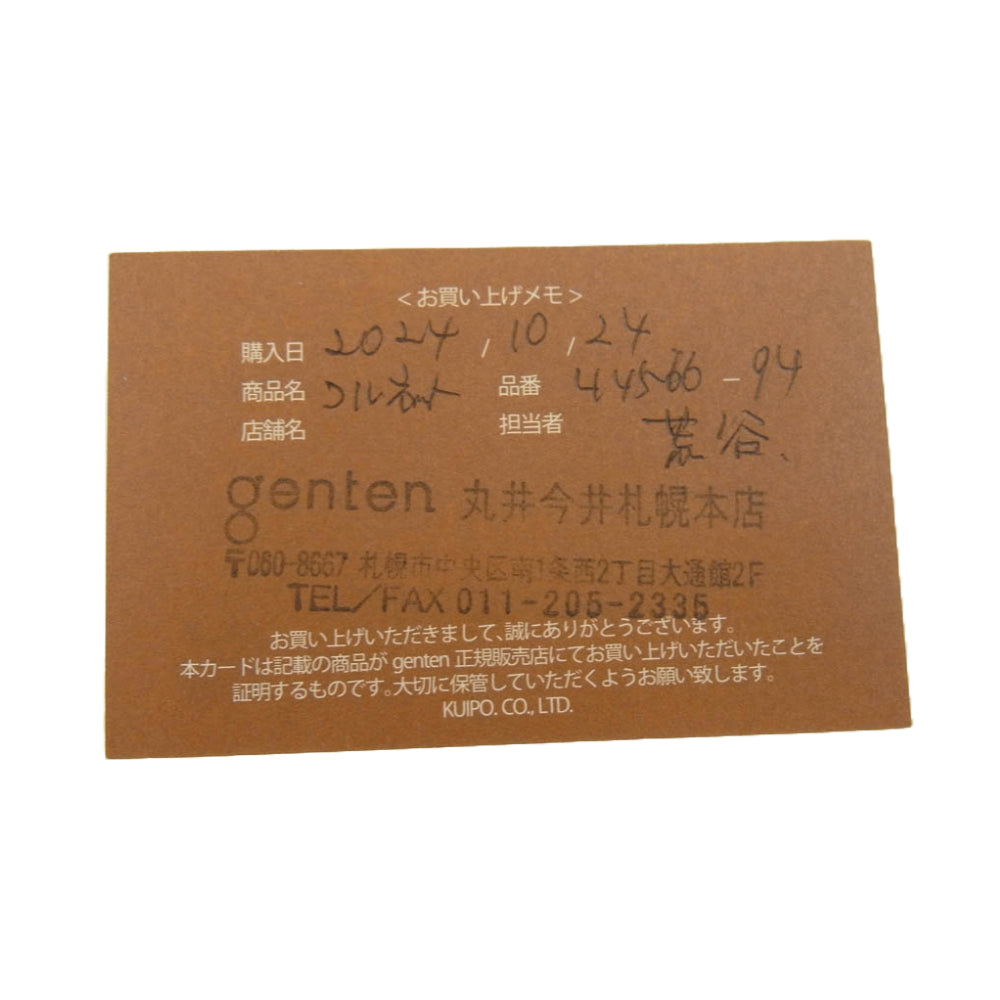 <お買い上げメモ>
購入日 2024 / 10 / 24
商品名 コルネット 品番 44566-94
店舗名 担当者 荒谷
genten 丸井今井札幌本店
〒060-8667 札幌市中央区南1条西2丁目大通館2F
TEL/FAX 011-205-2335
お買い上げいただきまして、誠にありがとうございます。
本カードは記載の商品が genten 正規販売店にてお買い上げいただいたことを
証明するものです。大切に保管していただくようお願い致します。
KUIPO. CO., LTD.